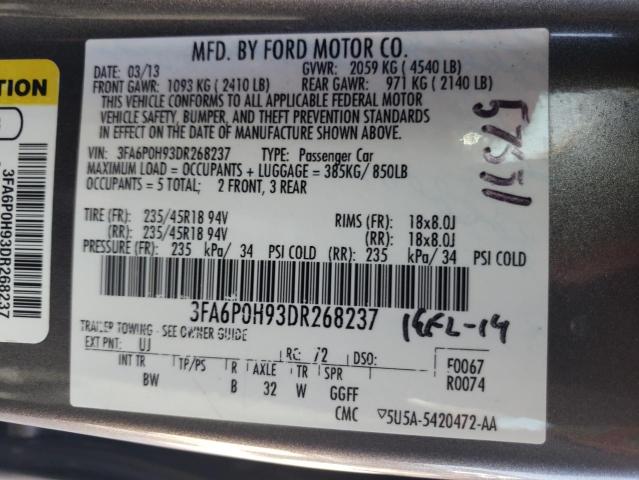 MFD. BY FORD MOTOR CO.
DATE: 03/13 GVWR: 2059 KG ( 4540 LB)
FRONT GAWR: 1093 KG ( 2410 LB) REAR GAWR: 971 KG ( 2140 LB)
THIS VEHICLE CONFORMS TO ALL APPLICABLE FEDERAL MOTOR
VEHICLE SAFETY, BUMPER, AND THEFT PREVENTION STANDARDS
IN EFFECT ON THE DATE OF MANUFACTURE SHOWN ABOVE.
VIN: 3FA6P0H93DR268237 TYPE: Passenger Car
MAXIMUM LOAD = OCCUPANTS + LUGGAGE = 385KG/ 850LB
OCCUPANTS = 5 TOTAL; 2 FRONT, 3 REAR
TIRE (FR): 235/45R18 94V RIMS (FR): 18x8.0J
(RR): 235/45R18 94V (RR): 18x8.0J
PRESSURE (FR): 235 kPa/ 34 PSI COLD (RR): 235 kPa/ 34 PSI COLD
3FA6P0H93DR268237
TRAILER TOWING - SEE OWNER GUIDE
EXT PNT: UJ RC: 72 DSO:
F0067
R0074
INT TR TP/PS R AXLE TR SPR
BW B 32 W GGFF
CMC ▽5U5A-5420472-AA
3FA6P0H93DR268237